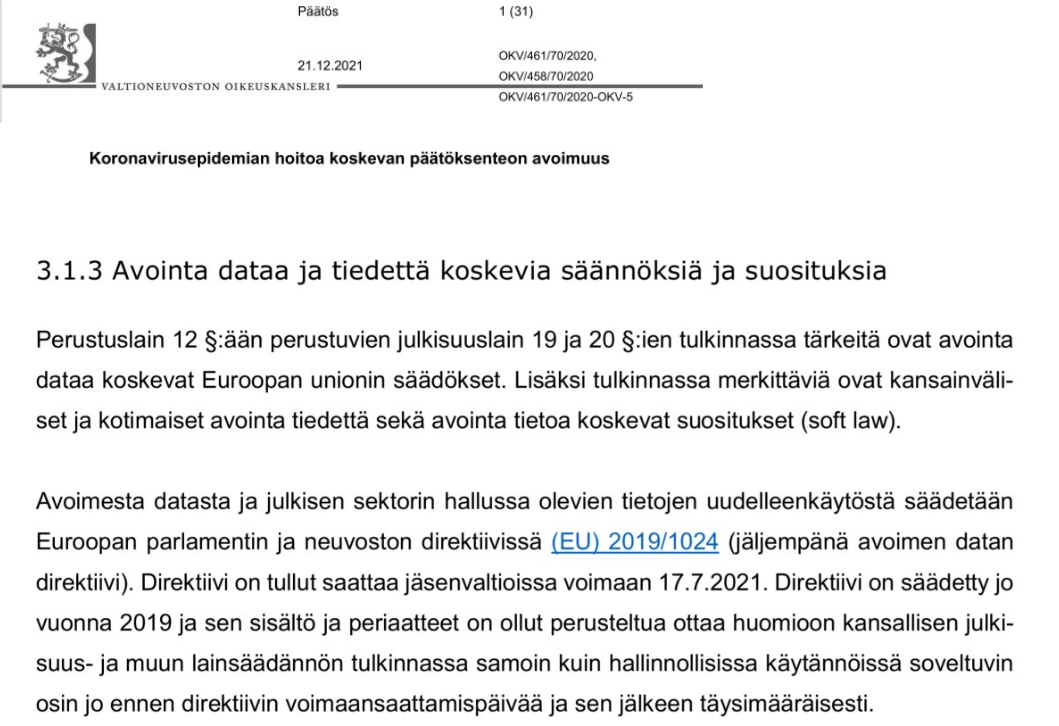 Päätös 1 (31)
21.12.2021 OKV/461/70/2020,
OKV/458/70/2020
VALTIONEUVOSTON OIKEUSKANSLERI
OKV/461/70/2020-OKV-5
Koronavirusepidemian hoitoa koskevan päätöksenteon avoimuus
3.1.3 Avointa dataa ja tiedettä koskevia säännöksiä ja suosituksia
Perustuslain 12 §:ään perustuvien julkisuuslain 19 ja 20 §:ien tulkinnassa tärkeitä ovat avointa
dataa koskevat Euroopan unionin säädökset. Lisäksi tulkinnassa merkittäviä ovat kansainväli-
set ja kotimaiset avointa tiedettä sekä avointa tietoa koskevat suositukset (soft law).
Avoimesta datasta ja julkisen sektorin hallussa olevien tietojen uudelleenkäytöstä säädetään
Euroopan parlamentin ja neuvoston direktiivissä (EU) 2019/1024 (jäljempänä avoimen datan
direktiivi). Direktiivi on tullut saattaa jäsenvaltioissa voimaan 17.7.2021. Direktiivi on säädetty jo
vuonna 2019 ja sen sisältö ja periaatteet on ollut perusteltua ottaa huomioon kansallisen julki-
suus- ja muun lainsäädännön tulkinnassa samoin kuin hallinnollisissa käytännöissä soveltuvin
osin jo ennen direktiivin voimaansaattamispäivää ja sen jälkeen täysimääräisesti.